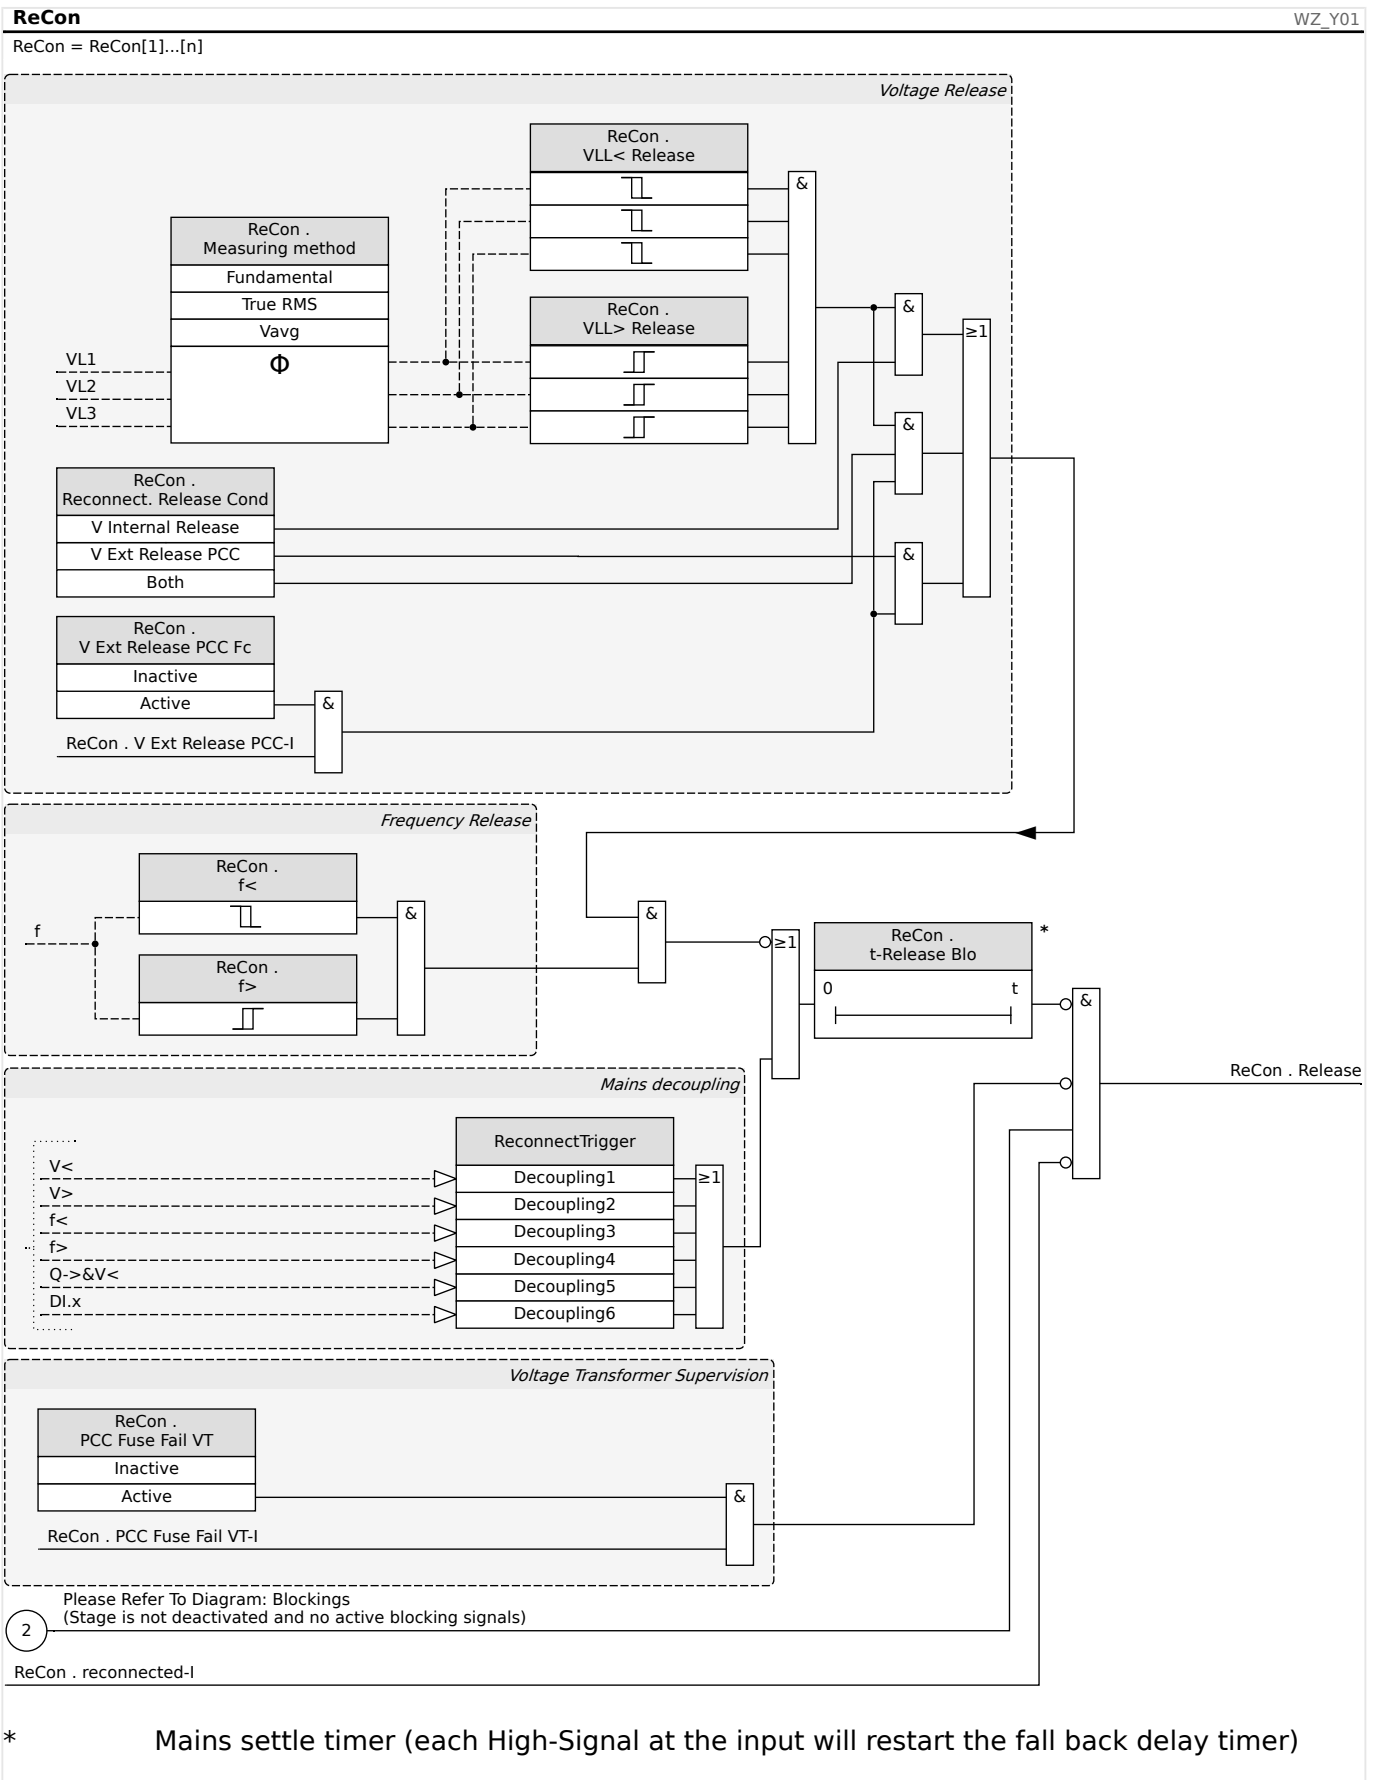 ReCon
WZ_Y01
ReCon = ReCon[1]...[n]
Voltage Release
ReCon .
VLL< Release
&
ReCon .
Measuring method
Fundamental
True RMS
Vavg
Φ
VL1
VL2
VL3
ReCon .
VLL> Release
&
≥1
&
ReCon .
Reconnect. Release Cond
V Internal Release
V Ext Release PCC
Both
&
ReCon .
V Ext Release PCC Fc
Inactive
Active
&
ReCon . V Ext Release PCC-I
Frequency Release
ReCon .
f<
f
&
ReCon .
f>
&
≥1
ReCon .
t-Release Blo
*
0
t
&
ReCon . Release
Mains decoupling
ReconnectTrigger
V<
Decoupling1
≥1
V>
Decoupling2
f<
Decoupling3
f>
Decoupling4
Q->&V<
Decoupling5
DI.x
Decoupling6
Voltage Transformer Supervision
ReCon .
PCC Fuse Fail VT
Inactive
Active
&
ReCon . PCC Fuse Fail VT-I
Please Refer To Diagram: Blockings
(Stage is not deactivated and no active blocking signals)
2
ReCon . reconnected-I
* Mains settle timer (each High-Signal at the input will restart the fall back delay timer)